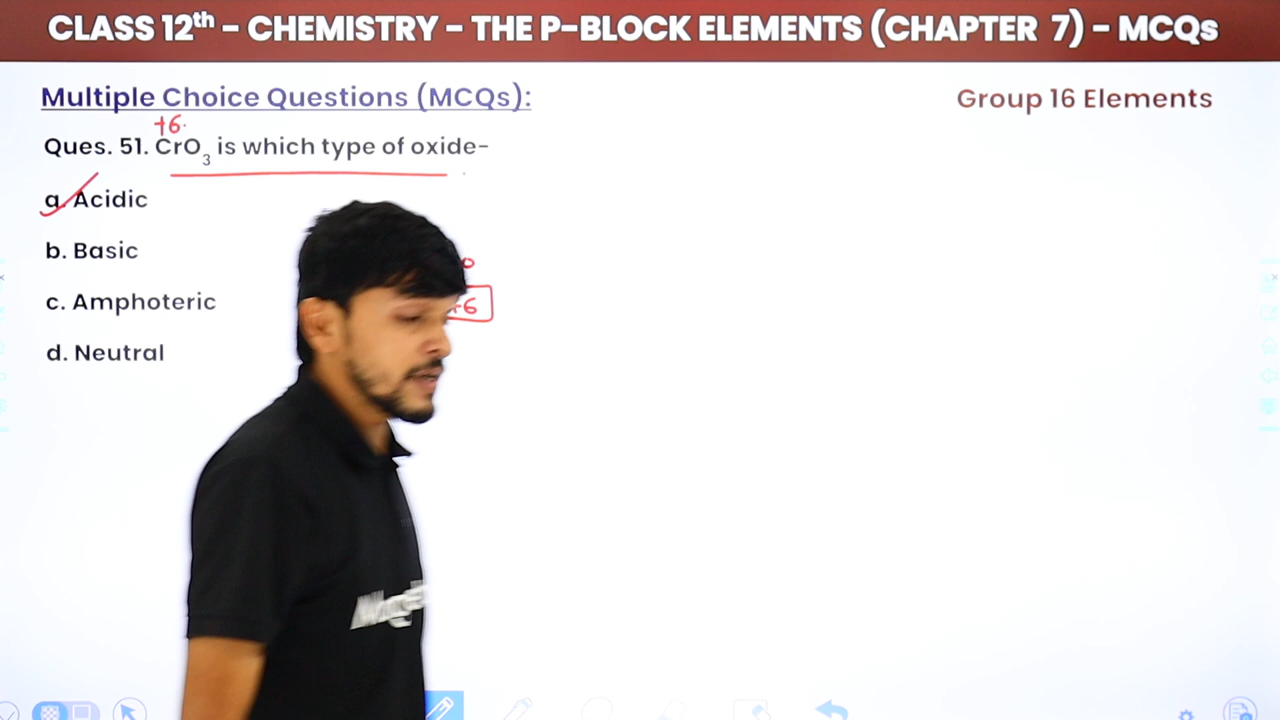 CLASS 12th – CHEMISTRY – THE P-BLOCK ELEMENTS (CHAPTER 7) – MCQs
Multiple Choice Questions (MCQs):
Group 16 Elements
+6
Ques. 51. CrO3 is which type of oxide-
a. Acidic
b. Basic
c. Amphoteric
+6
d. Neutral